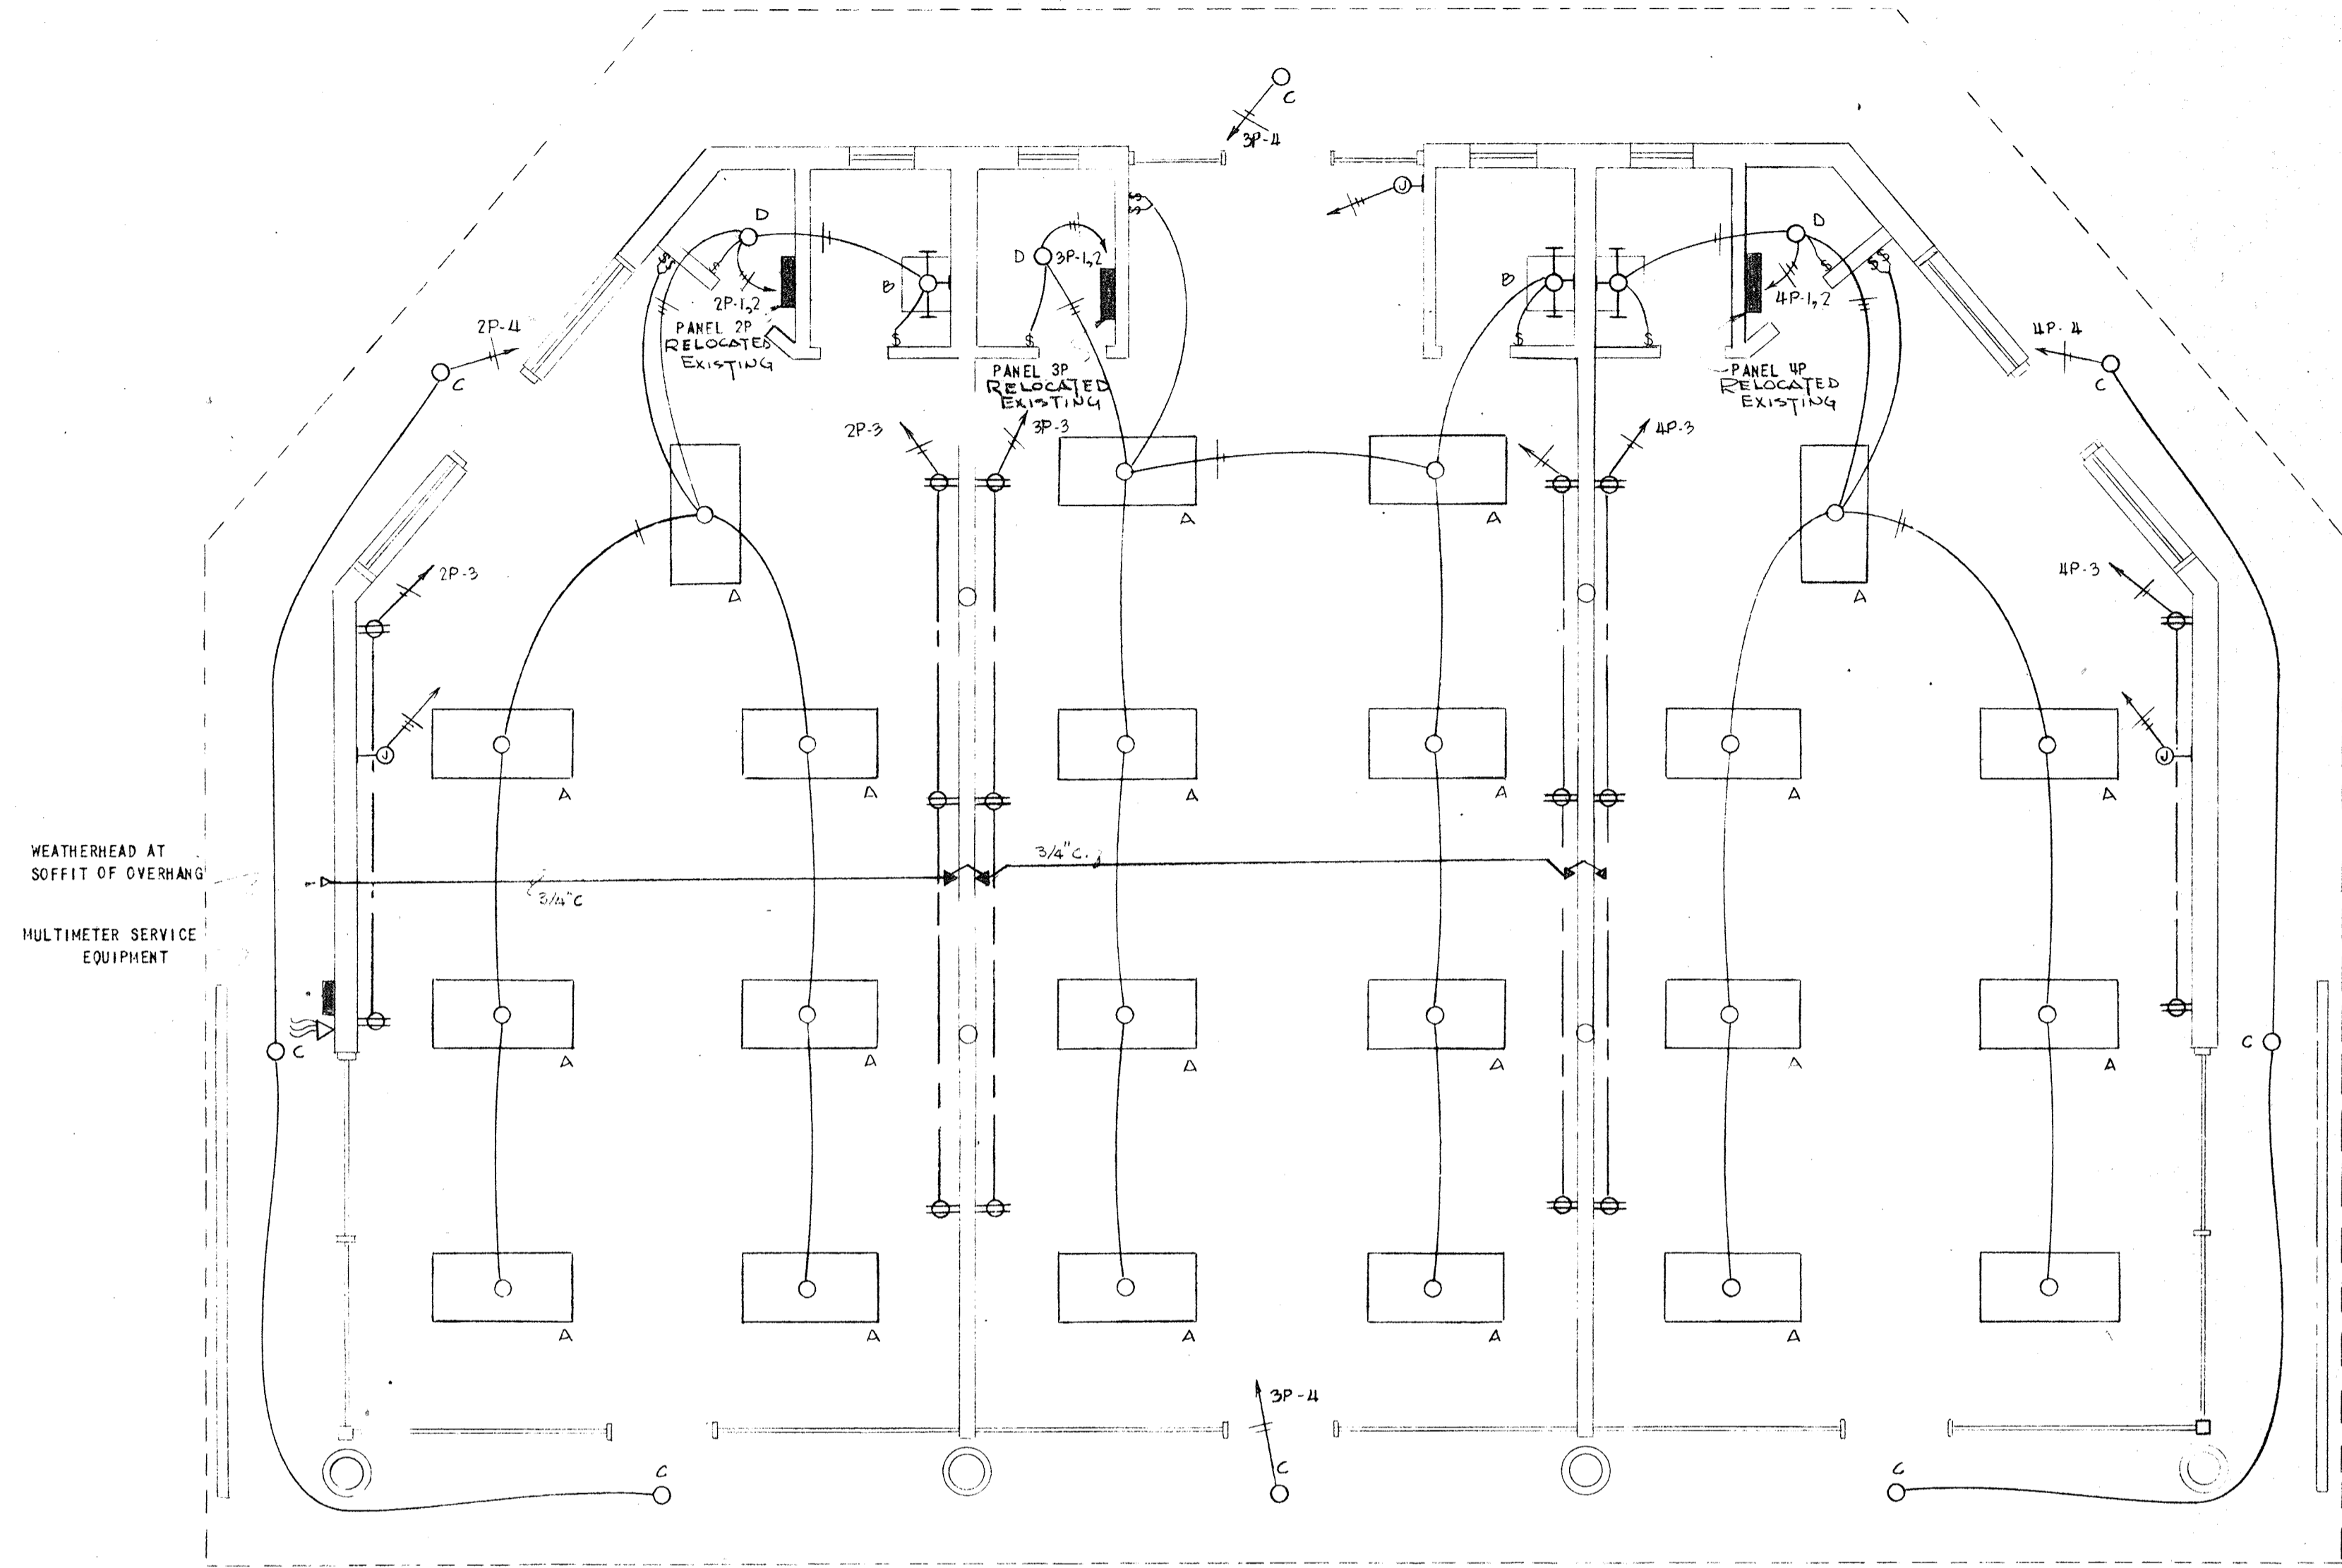 C
3P-4
J
D
D
D
3P-1,2
B
B
2P-1,2
4P-1,2
$
$
$
$
$
$
$
$
$
$
$
$
PANEL 2P
RELOCATED
EXISTING
2P-4
C
4P-4
C
PANEL 3P
RELOCATED
EXISTING
PANEL 4P
RELOCATED
EXISTING
2P-3
3P-3
4P-3
A
A
2P-3
A
A
4P-3
J
J
A
A
A
A
A
A
WEATHERHEAD AT
SOFFIT OF OVERHANG
3/4"C.
3/4"C
MULTIMETER SERVICE
EQUIPMENT
C
C
A
A
A
A
A
A
A
A
A
A
A
3P-4
C
C
C